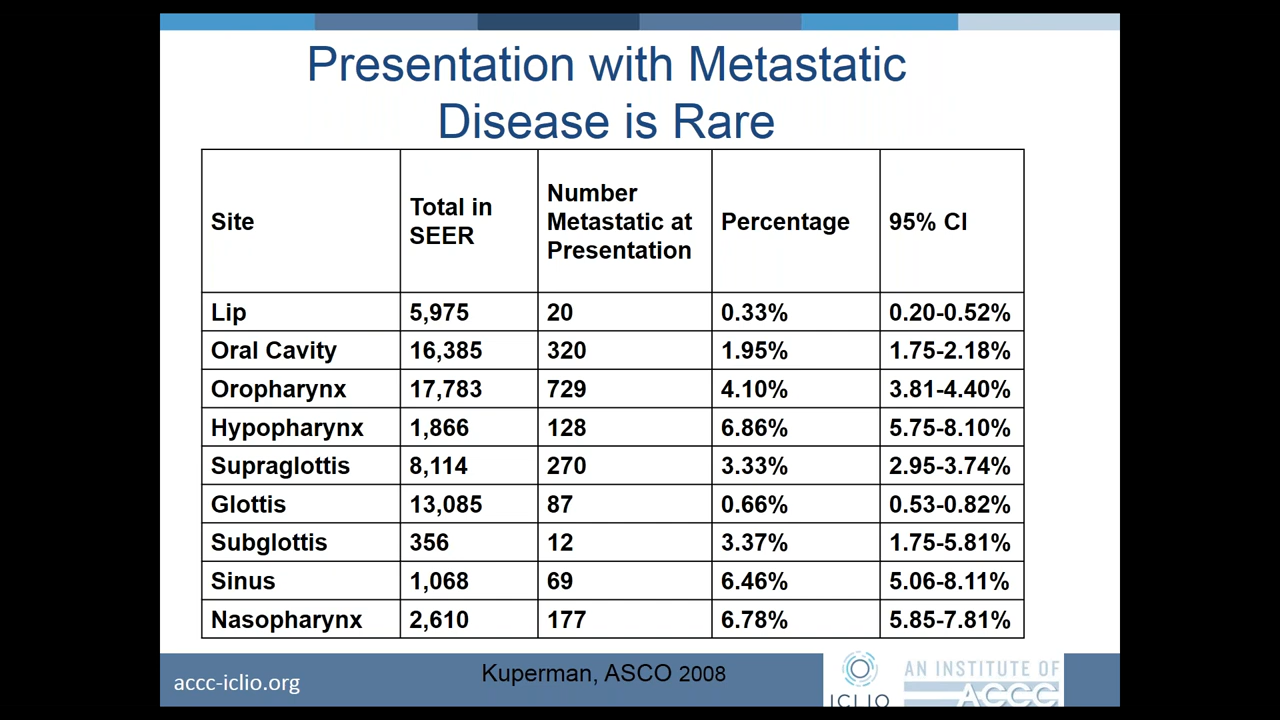 Presentation with Metastatic
Disease is Rare
Site
Total in
SEER
Number
Metastatic at
Presentation
Percentage
95% CI
Lip 5,975 20 0.33% 0.20-0.52%
Oral Cavity 16,385 320 1.95% 1.75-2.18%
Oropharynx 17,783 729 4.10% 3.81-4.40%
Hypopharynx 1,866 128 6.86% 5.75-8.10%
Supraglottis 8,114 270 3.33% 2.95-3.74%
Glottis 13,085 87 0.66% 0.53-0.82%
Subglottis 356 12 3.37% 1.75-5.81%
Sinus 1,068 69 6.46% 5.06-8.11%
Nasopharynx 2,610 177 6.78% 5.85-7.81%
accc-iclio.org
Kuperman, ASCO 2008
ICLIO
AN INSTITUTE OF
ACCC